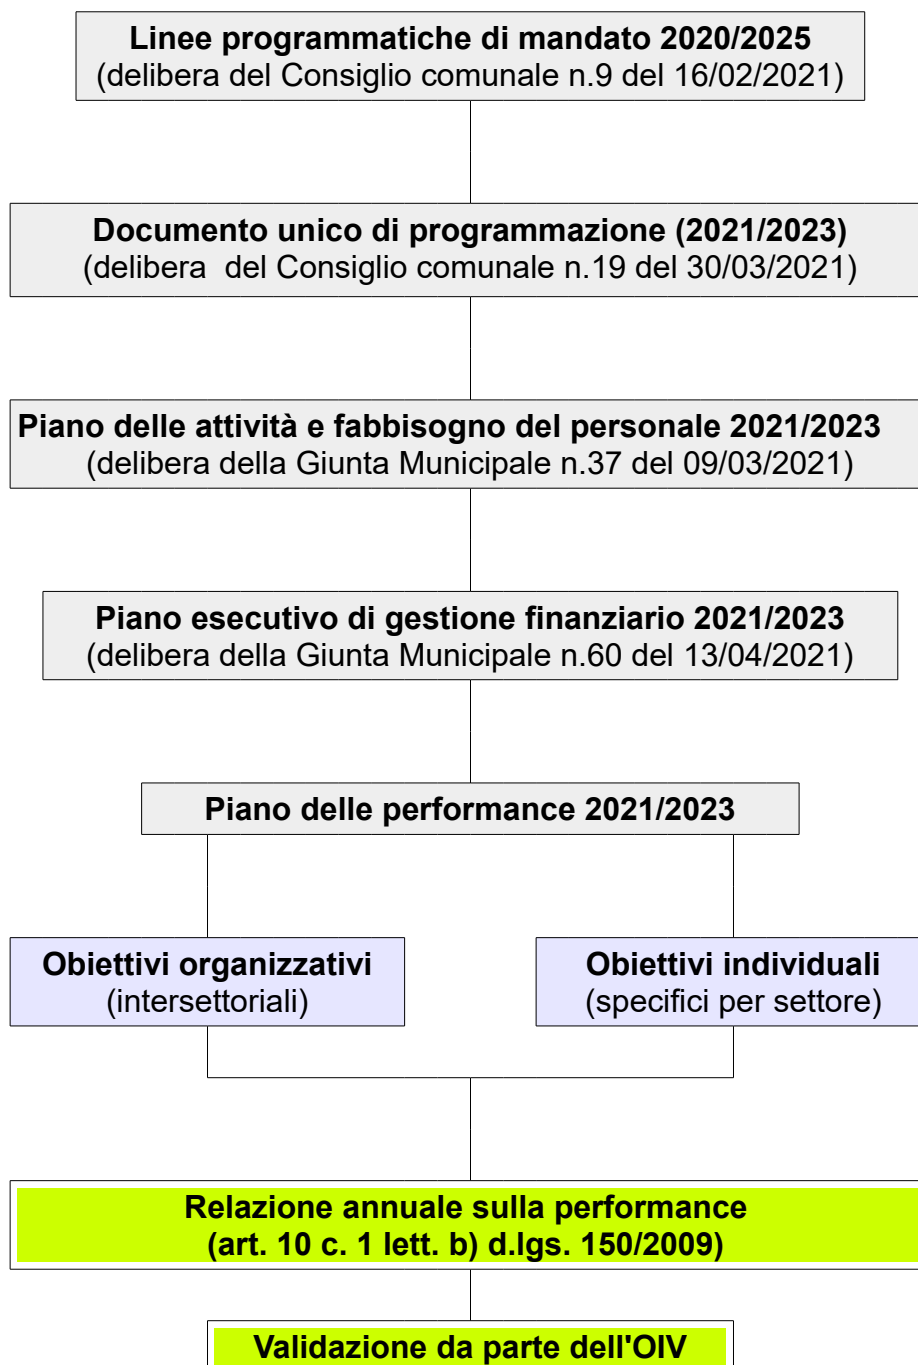 Linee programmatiche di mandato 2020/2025
(delibera del Consiglio comunale n.9 del 16/02/2021)
Documento unico di programmazione (2021/2023)
(delibera  del Consiglio comunale n.19 del 30/03/2021)
Piano delle attività e fabbisogno del personale 2021/2023
(delibera della Giunta Municipale n.37 del 09/03/2021)
Piano esecutivo di gestione finanziario 2021/2023
(delibera della Giunta Municipale n.60 del 13/04/2021)
Piano delle performance 2021/2023
Obiettivi organizzativi
(intersettoriali)
Obiettivi individuali
(specifici per settore)
Relazione annuale sulla performance
(art. 10 c. 1 lett. b) d.lgs. 150/2009)
Validazione da parte dell'OIV